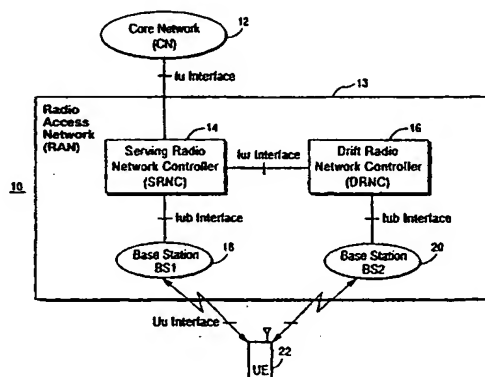 Core Network
(CN)
12
Iu Interface
13
Radio
Access
Network
(RAN)
14
16
Serving Radio
Network Controller
(SRNC)
Iur Interface
Drift Radio
Network Controller
(DRNC)
10
Iub Interface
Iub Interface
Base Station
BS1
18
Base Station
BS2
20
Uu Interface
22
UE